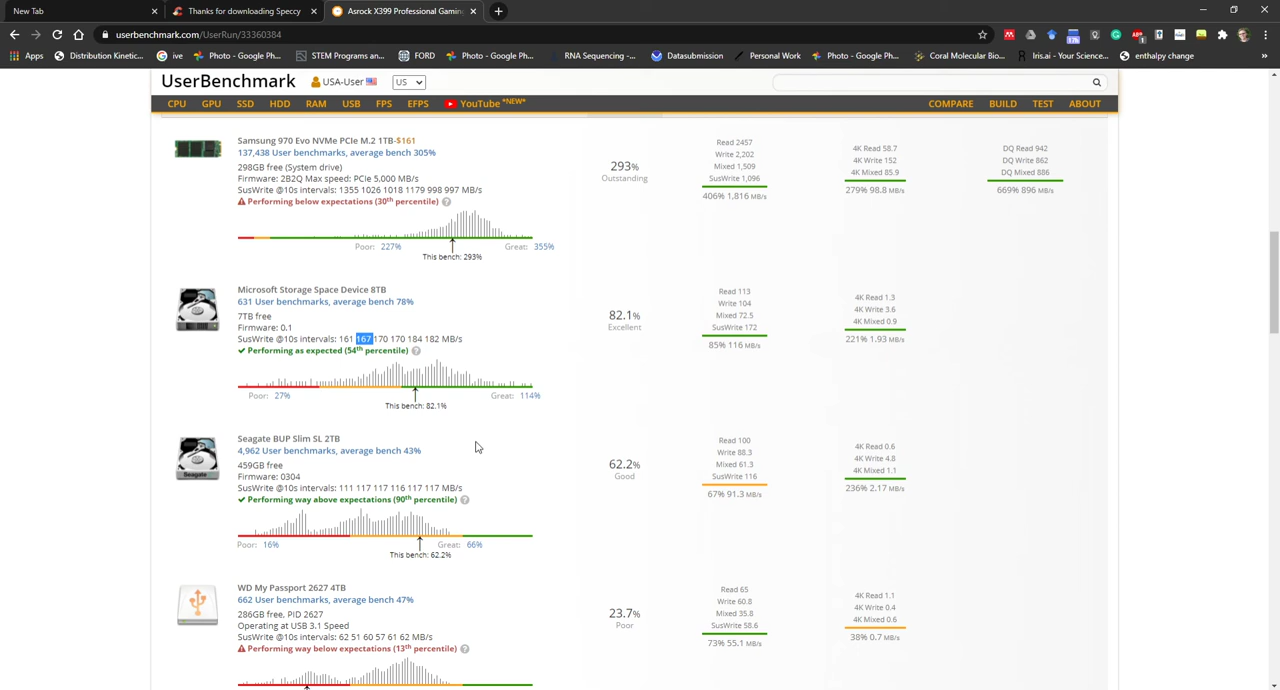 New Tab
Thanks for downloading Speccy
Asrock X399 Professional Gaming
userbenchmark.com/UserRun/33360384
Apps
Photo - Google Ph...
Problem Distribution Kinetic...
ive
Photo - Google Ph...
STEM Programs an...
FORD
Photo - Google Ph...
RNA Sequencing -...
Datasubmission
Personal Work
Photo - Google Ph...
Coral Molecular Bio...
Iris.ai - Your Science...
enthalpy change
UserBenchmark
USA-User
US
CPU GPU SSD HDD RAM USB FPS EFPS YouTube *NEW* COMPARE BUILD TEST ABOUT
Samsung 970 Evo NVMe PCIe M.2 1TB-$161
137,438 User benchmarks, average bench 305%
298GB free (System drive)
Firmware: 2B2Q Max speed: PCIe 5,000 MB/s
SusWrite @10s intervals: 1355 1026 1018 1179 998 997 MB/s
Performing below expectations (30th percentile)
Poor: 227%
Great: 355%
This bench: 293%
293%
Outstanding
Read 2457
Write 2,202
Mixed 1,509
SusWrite 1,096
406% 1,816 MB/s
4K Read 58.7
4K Write 152
4K Mixed 85.9
279% 98.8 MB/s
DQ Read 942
DQ Write 862
DQ Mixed 886
669% 896 MB/s
Microsoft Storage Space Device 8TB
631 User benchmarks, average bench 78%
7TB free
Firmware: 0.1
SusWrite @10s intervals: 161 167 170 170 184 182 MB/s
Performing as expected (54th percentile)
Poor: 27%
Great: 114%
This bench: 82.1%
82.1%
Excellent
Read 113
Write 104
Mixed 72.5
SusWrite 172
85% 116 MB/s
4K Read 1.3
4K Write 3.6
4K Mixed 0.9
221% 1.93 MB/s
Seagate BUP Slim SL 2TB
4,962 User benchmarks, average bench 43%
459GB free
Firmware: 0304
SusWrite @10s intervals: 111 117 117 116 117 117 MB/s
Performing way above expectations (90th percentile)
Poor: 16%
Great: 66%
This bench: 62.2%
62.2%
Good
Read 100
Write 88.3
Mixed 61.3
SusWrite 116
67% 91.3 MB/s
4K Read 0.6
4K Write 4.8
4K Mixed 1.1
236% 2.17 MB/s
WD My Passport 2627 4TB
662 User benchmarks, average bench 47%
286GB free, PID 2627
Operating at USB 3.1 Speed
SusWrite @10s intervals: 62 51 60 57 61 62 MB/s
Performing way below expectations (13th percentile)
23.7%
Poor
Read 65
Write 60.8
Mixed 35.8
SusWrite 58.6
73% 55.1 MB/s
4K Read 1.1
4K Write 0.4
4K Mixed 0.6
38% 0.7 MB/s